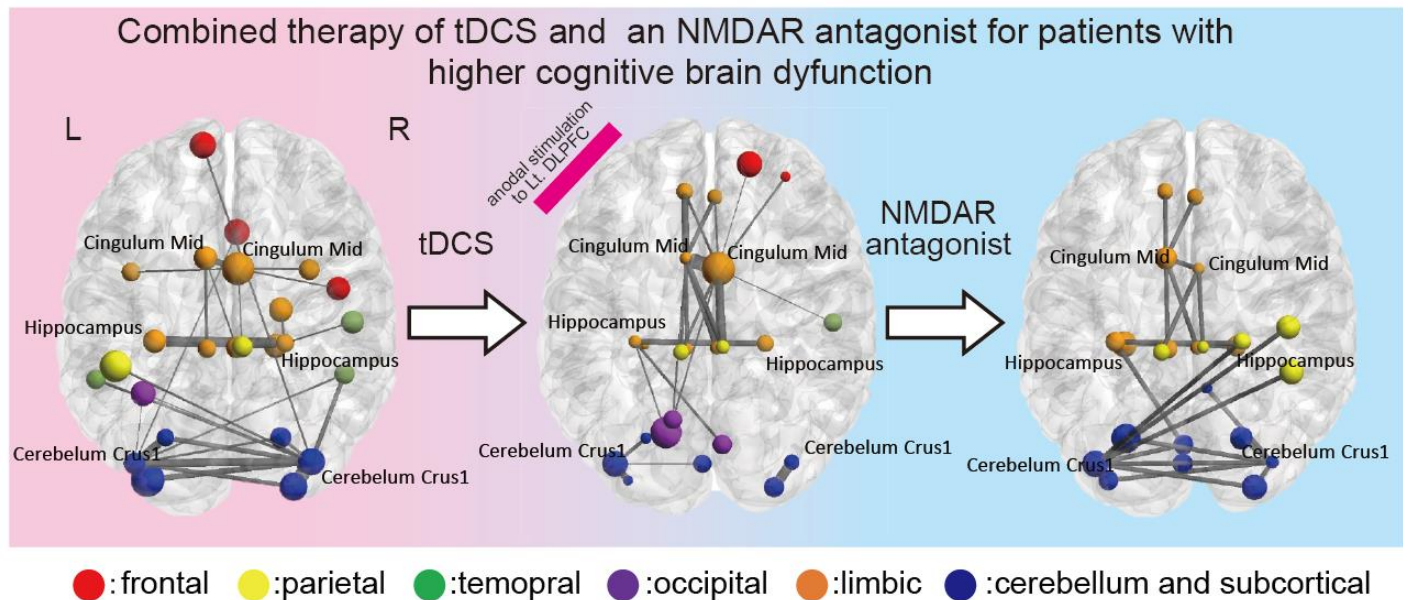 Combined therapy of tDCS and an NMDAR antagonist for patients with
higher cognitive brain dyfunction
L
R
Cingulum Mid
Cingulum Mid
Hippocampus
Hippocampus
Cerebelum Crus1
Cerebelum Crus1
tDCS
anodal stimulation
to Lt. DLPFC
Cingulum Mid
Cingulum Mid
Hippocampus
Cerebelum Crus1
Cerebelum Crus1
NMDAR
antagonist
Cingulum Mid
Cingulum Mid
Hippocampus
Hippocampus
Cerebelum Crus1
Cerebelum Crus1
: frontal :parietal :temopral :occipital :limbic :cerebellum and subcortical